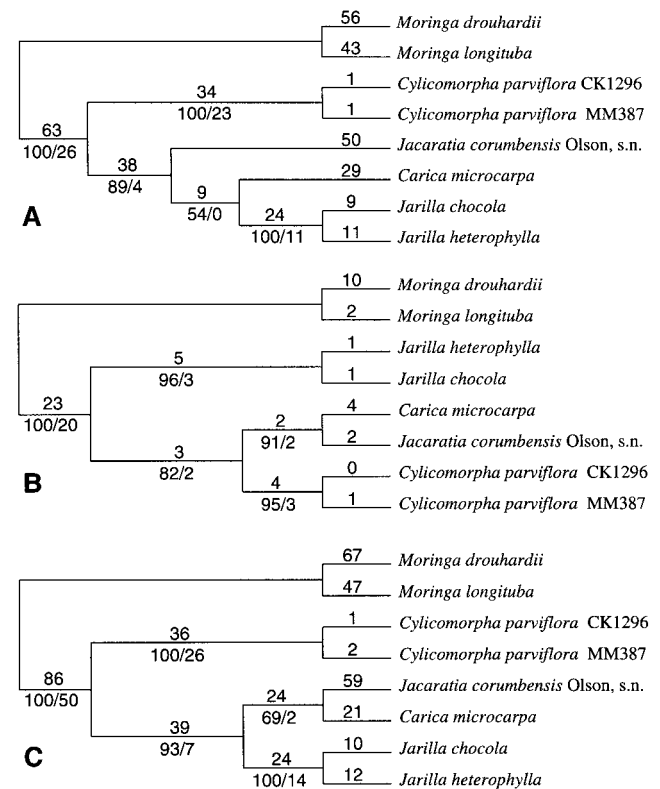 56 Moringa drouhardii
43 Moringa longituba
34 1 Cylicomorpha parviflora CK1296
100/23 1 Cylicomorpha parviflora MM387
63 50 Jacaratia corumbensis Olson, s.n.
100/26 38 29 Carica microcarpa
89/4 9 9 Jarilla chocola
54/0 24 11 Jarilla heterophylla
100/11
A
10 Moringa drouhardii
2 Moringa longituba
5 1 Jarilla heterophylla
96/3 1 Jarilla chocola
23 4 Carica microcarpa
100/20 2 2 Jacaratia corumbensis Olson, s.n.
91/2
3 0 Cylicomorpha parviflora CK1296
82/2 4 1 Cylicomorpha parviflora MM387
95/3
B
67 Moringa drouhardii
47 Moringa longituba
36 1 Cylicomorpha parviflora CK1296
100/26 2 Cylicomorpha parviflora MM387
86 59 Jacaratia corumbensis Olson, s.n.
100/50 24 21 Carica microcarpa
69/2
39 10 Jarilla chocola
93/7 24 12 Jarilla heterophylla
100/14
C